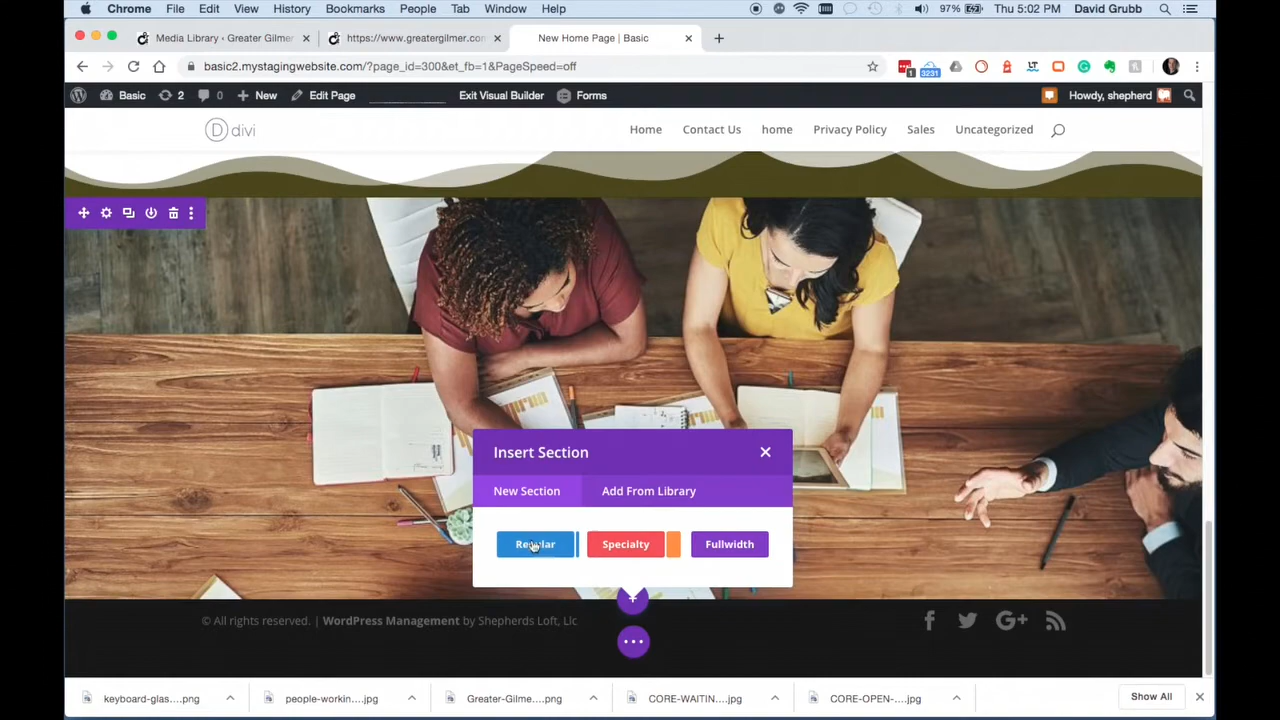 Chrome File Edit View History Bookmarks People Tab Window Help 97% Thu 5:02 PM David Grubb
Media Library ‹ Greater Gilmer × https://www.greatergilmer.com × New Home Page | Basic × +
basic2.mystagingwebsite.com/?page_id=300&et_fb=1&PageSpeed=off 1 3231 LT
Basic 2 0 + New Edit Page Exit Visual Builder Forms Howdy, shepherd
D divi Home Contact Us home Privacy Policy Sales Uncategorized
Insert Section
New Section Add From Library
Regular Specialty Fullwidth
© All rights reserved. | WordPress Management by Shepherds Loft, Llc
keyboard-glas....png people-workin....jpg Greater-Gilme....png CORE-WAITIN....jpg CORE-OPEN-....jpg Show All